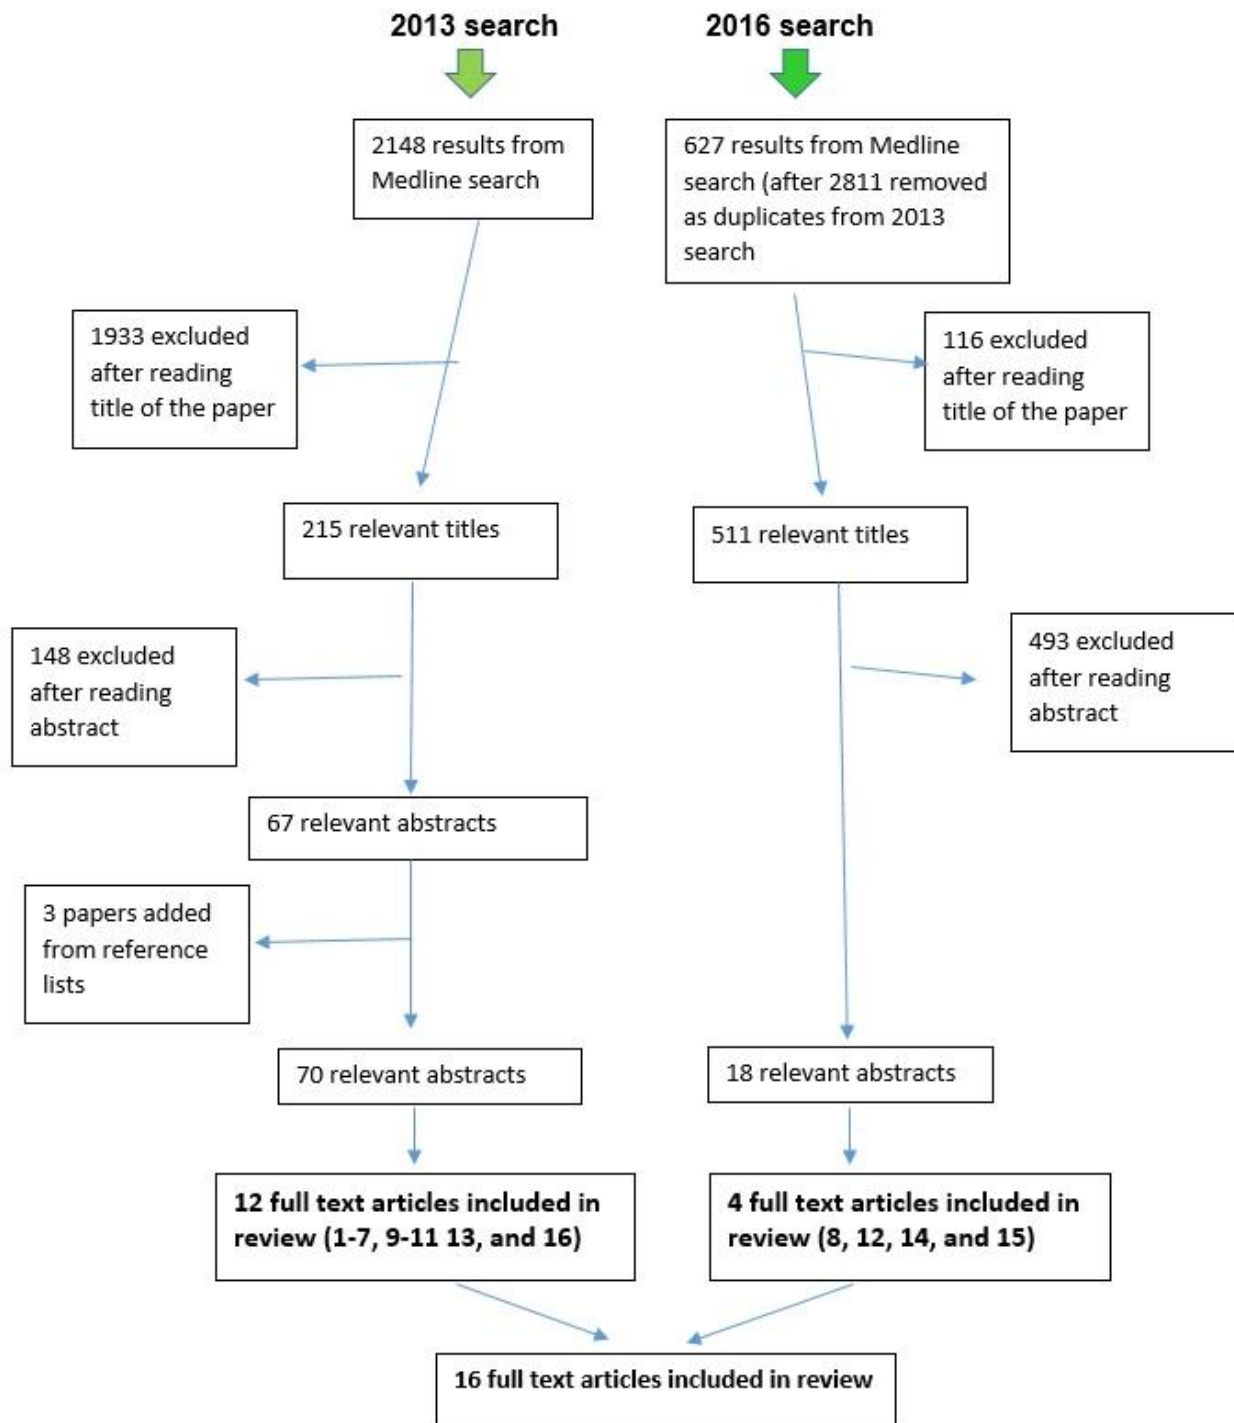 2013 search
2016 search
2148 results from
Medline search
627 results from Medline
search (after 2811 removed
as duplicates from 2013
search
1933 excluded
after reading
title of the paper
116 excluded
after reading
title of the paper
215 relevant titles
511 relevant titles
148 excluded
after reading
abstract
493 excluded
after reading
abstract
67 relevant abstracts
3 papers added
from reference
lists
70 relevant abstracts
18 relevant abstracts
12 full text articles included in
review (1-7, 9-11 13, and 16)
4 full text articles included in
review (8, 12, 14, and 15)
16 full text articles included in review